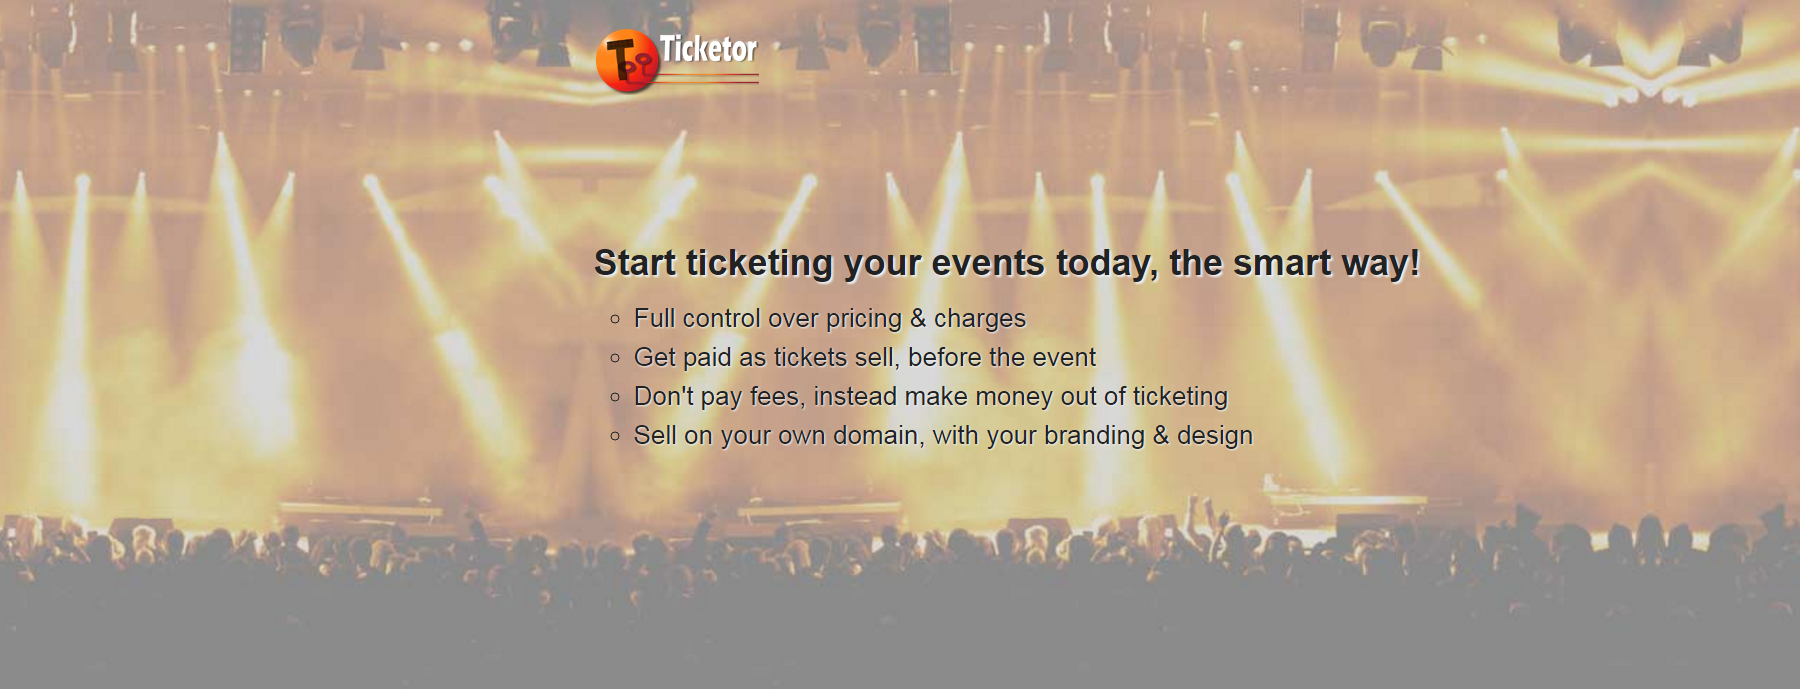 Ticketor
Start ticketing your events today, the smart way!
Full control over pricing & charges
Get paid as tickets sell, before the event
Don't pay fees, instead make money out of ticketing
Sell on your own domain, with your branding & design